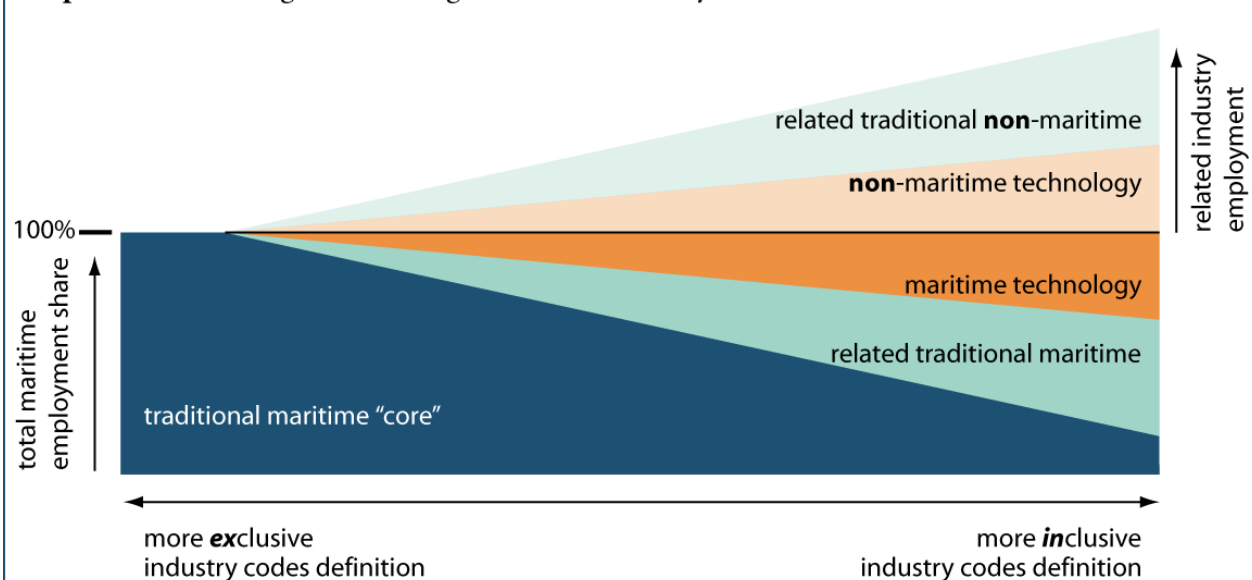 related traditional non-maritime
non-maritime technology
related industry
employment
100%
maritime technology
total maritime
employment share
related traditional maritime
traditional maritime “core”
more exclusive
industry codes definition
more inclusive
industry codes definition